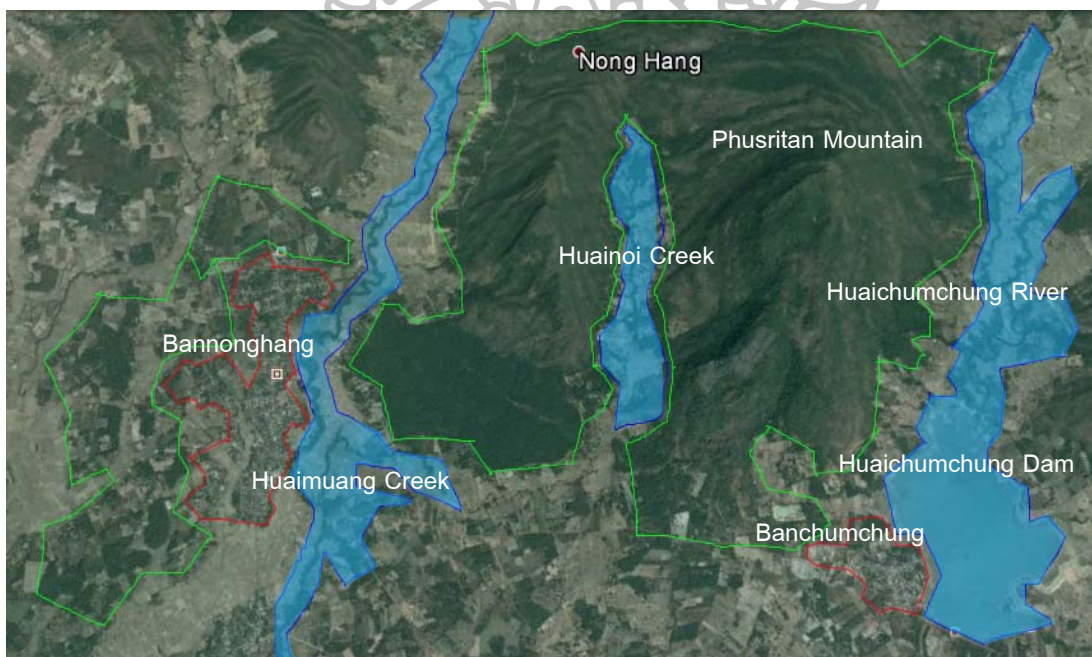 Nong Hang
Phusritan Mountain
Huainoi Creek
Huaichumchung River
Bannonghang
Huaichumchung Dam
Huaimuang Creek
Banchumchung